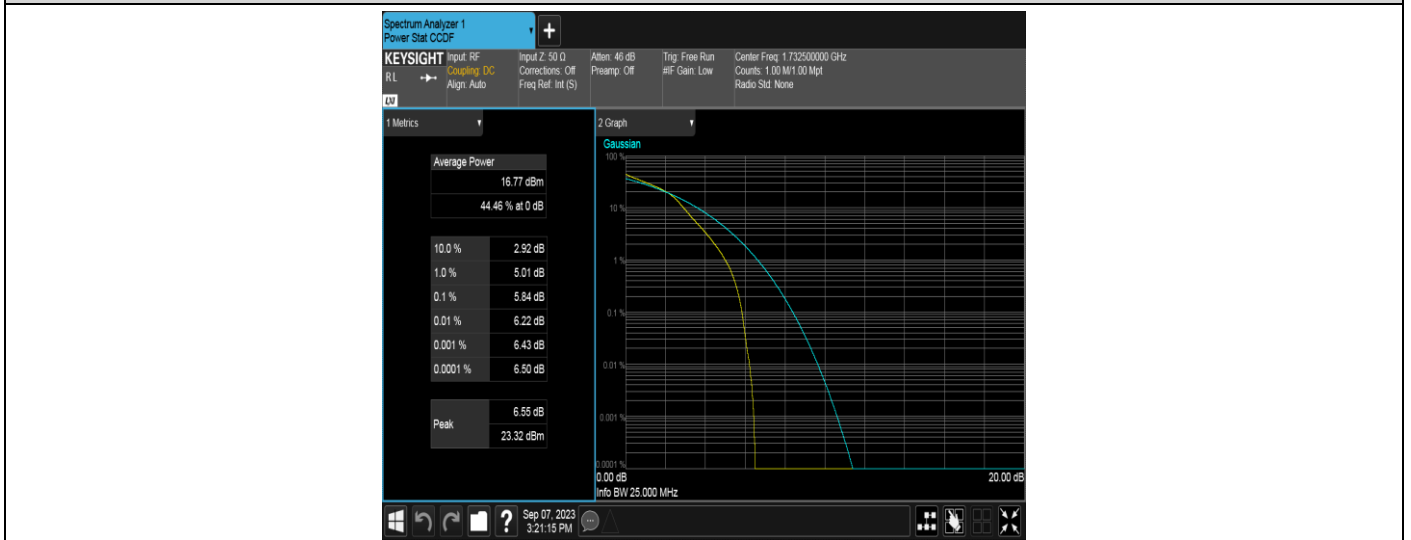 Spectrum Analyzer 1
Power Stat CCDF
+
KEYSIGHT
RL
LXI
Input: RF
Coupling: DC
Align: Auto
Input Z: 50 Ω
Corrections: Off
Freq Ref: Int (S)
Atten: 46 dB
Preamp: Off
Trig: Free Run
#IF Gain: Low
Center Freq: 1.732500000 GHz
Counts: 1.00 M/1.00 Mpt
Radio Std: None
1 Metrics
Average Power
16.77 dBm
44.46 % at 0 dB
10.0 % 2.92 dB
1.0 % 5.01 dB
0.1 % 5.84 dB
0.01 % 6.22 dB
0.001 % 6.43 dB
0.0001 % 6.50 dB
Peak
6.55 dB
23.32 dBm
2 Graph
Gaussian
100 %
10 %
1 %
0.1 %
0.01 %
0.001 %
0.0001 %
0.00 dB 20.00 dB
Info BW 25.000 MHz
?
Sep 07, 2023
3:21:15 PM